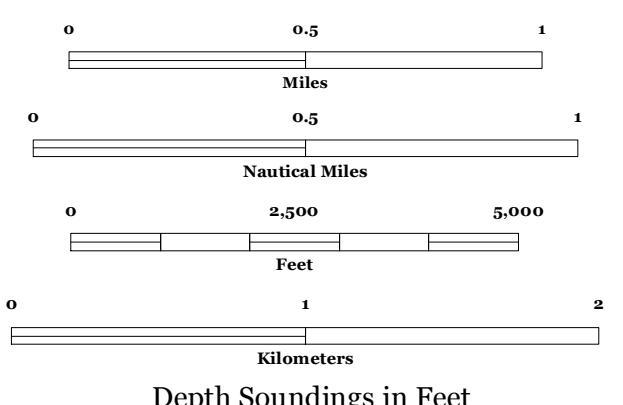 0 0.5 1
Miles
0 0.5 1
Nautical Miles
0 2,500 5,000
Feet
0 1 2
Kilometers
Depth Soundings in Feet